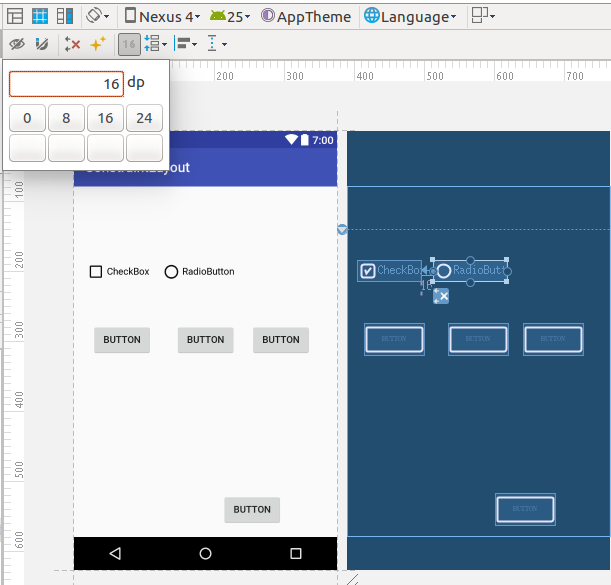 Nexus 4 25 AppTheme Language
16
16 dp
0 8 16 24
200 300 400 500 600 700
7:00
ConstraintLayout
100
200
300
400
500
600
CheckBox RadioButton
BUTTON BUTTON BUTTON
BUTTON
CheckBo RadioButt
16
BUTTON BUTTON BUTTON
BUTTON